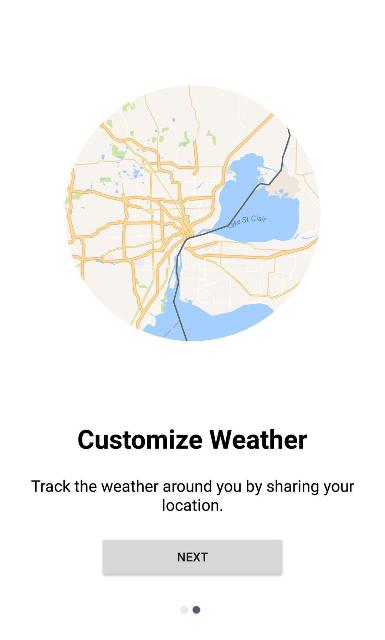 Lake St Clair
Customize Weather
Track the weather around you by sharing your
location.
NEXT